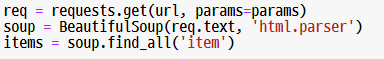 req = requests.get(url, params=params)
soup = BeautifulSoup(req.text, 'html.parser')
items = soup.find_all('item')